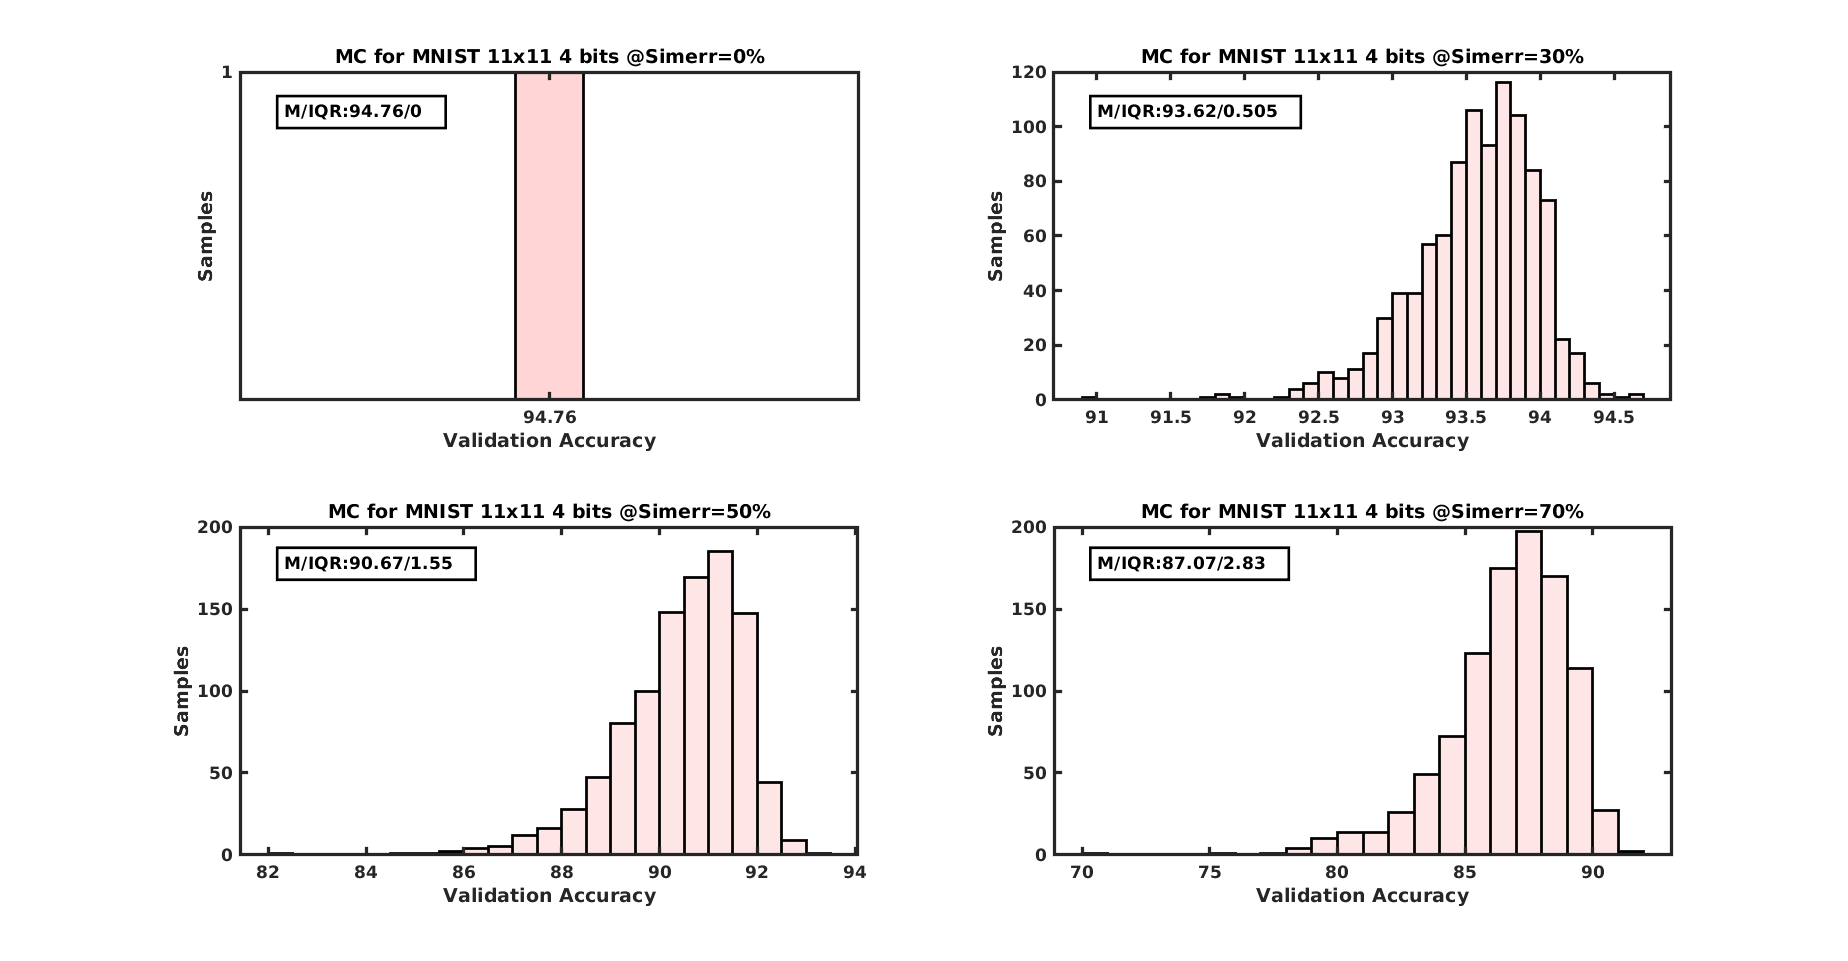 MC for MNIST 11x11 4 bits @Simerr=0%
1
M/IQR:94.76/0
Samples
94.76
Validation Accuracy
MC for MNIST 11x11 4 bits @Simerr=30%
120
100
80
60
40
20
0
M/IQR:93.62/0.505
Samples
91 91.5 92 92.5 93 93.5 94 94.5
Validation Accuracy
MC for MNIST 11x11 4 bits @Simerr=50%
200
150
100
50
0
M/IQR:90.67/1.55
Samples
82 84 86 88 90 92 94
Validation Accuracy
MC for MNIST 11x11 4 bits @Simerr=70%
200
150
100
50
0
M/IQR:87.07/2.83
Samples
70 75 80 85 90
Validation Accuracy